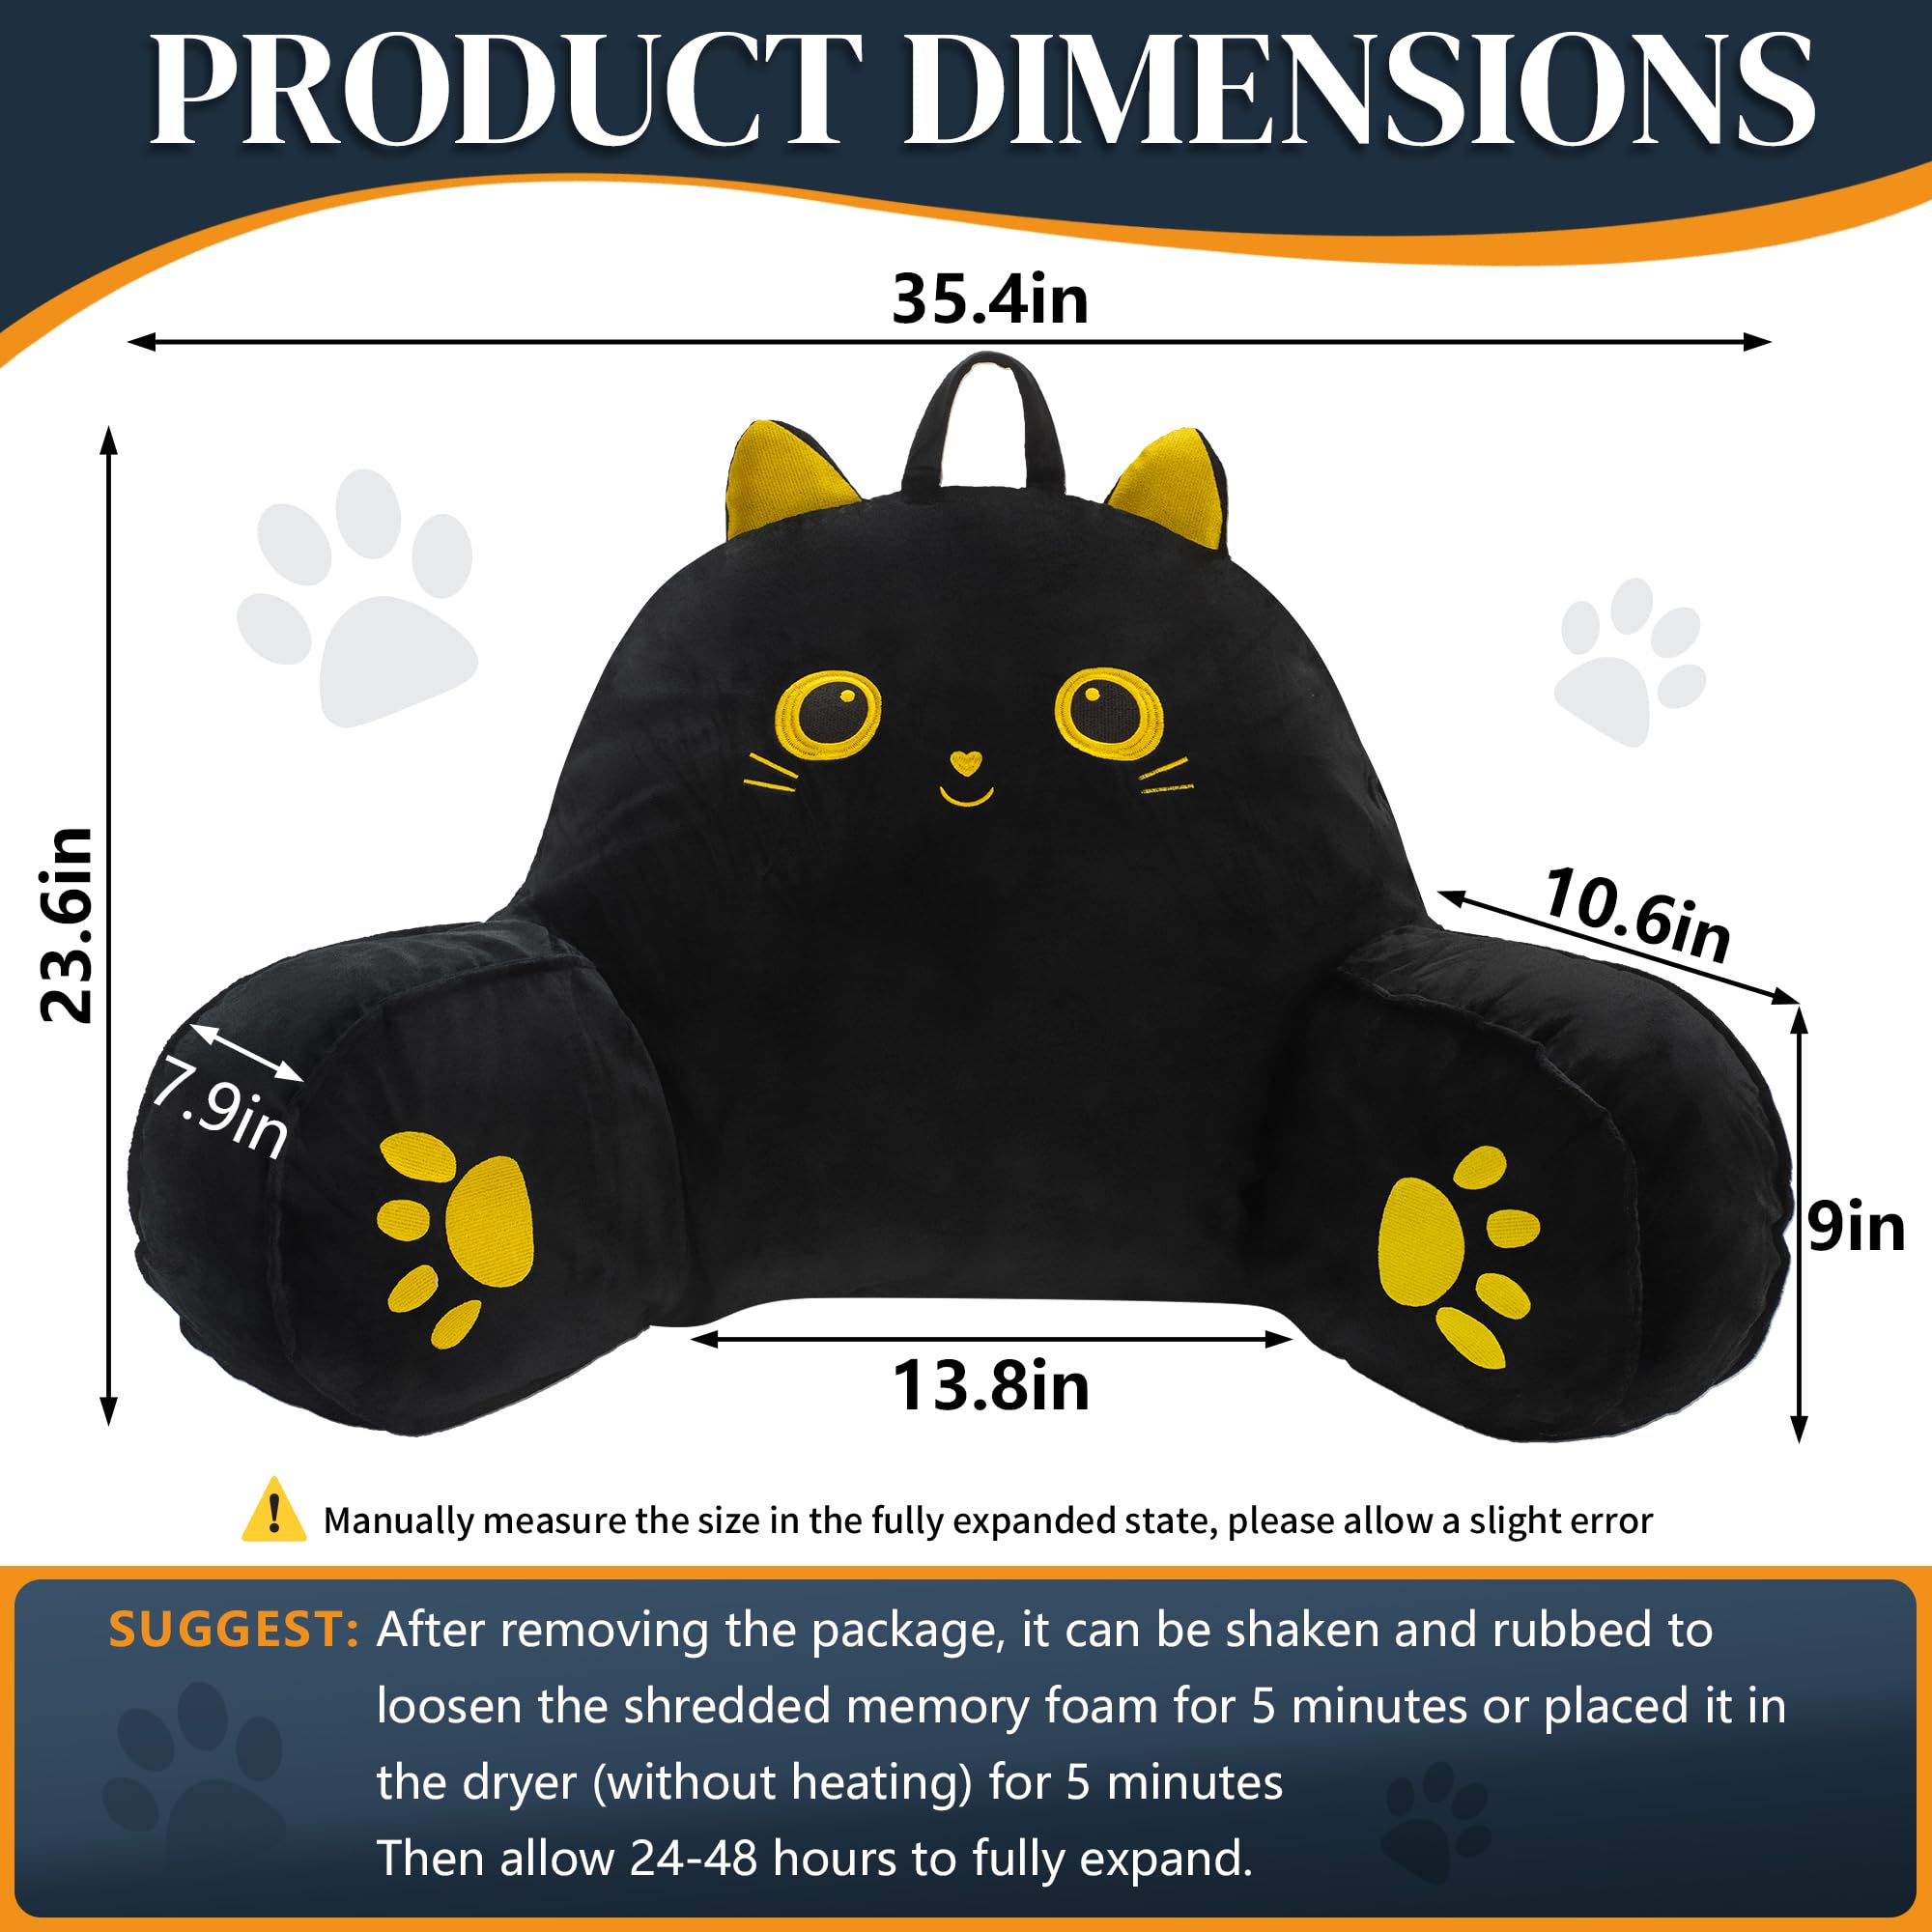 PRODUCT DIMENSIONS
35.4in
23.6in
10.6in
7.9in
9in
13.8in
Manually measure the size in the fully expanded state, please allow a slight error
SUGGEST: After removing the package, it can be shaken and rubbed to
loosen the shredded memory foam for 5 minutes or placed it in
the dryer (without heating) for 5 minutes
Then allow 24-48 hours to fully expand.